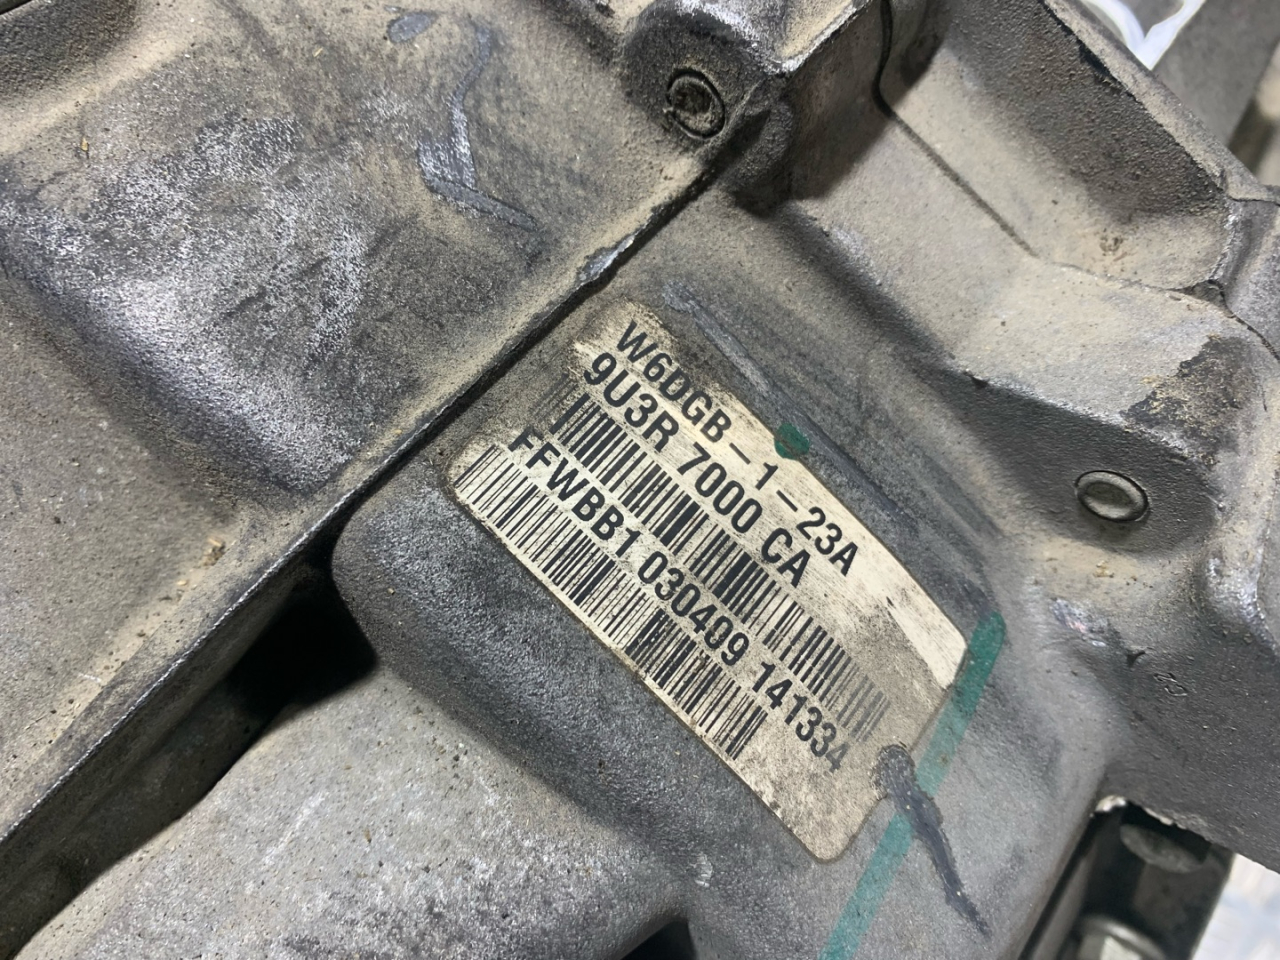 W6DGB-1-23A
9U3R 7000 CA
FFWBB1 030409 141334